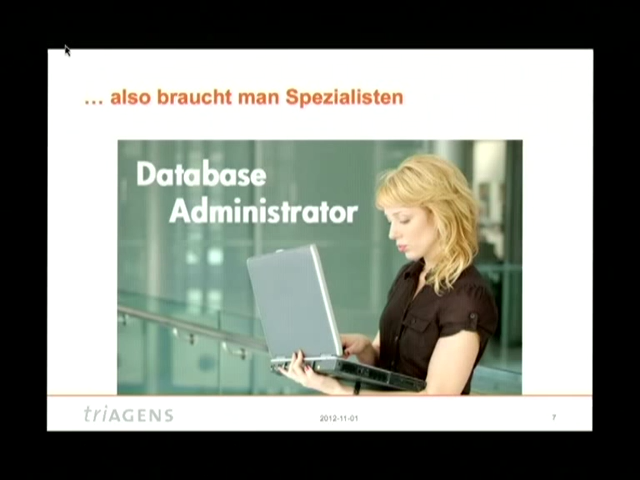 … also braucht man Spezialisten
Database
Administrator
triAGENS
2012-11-01
7